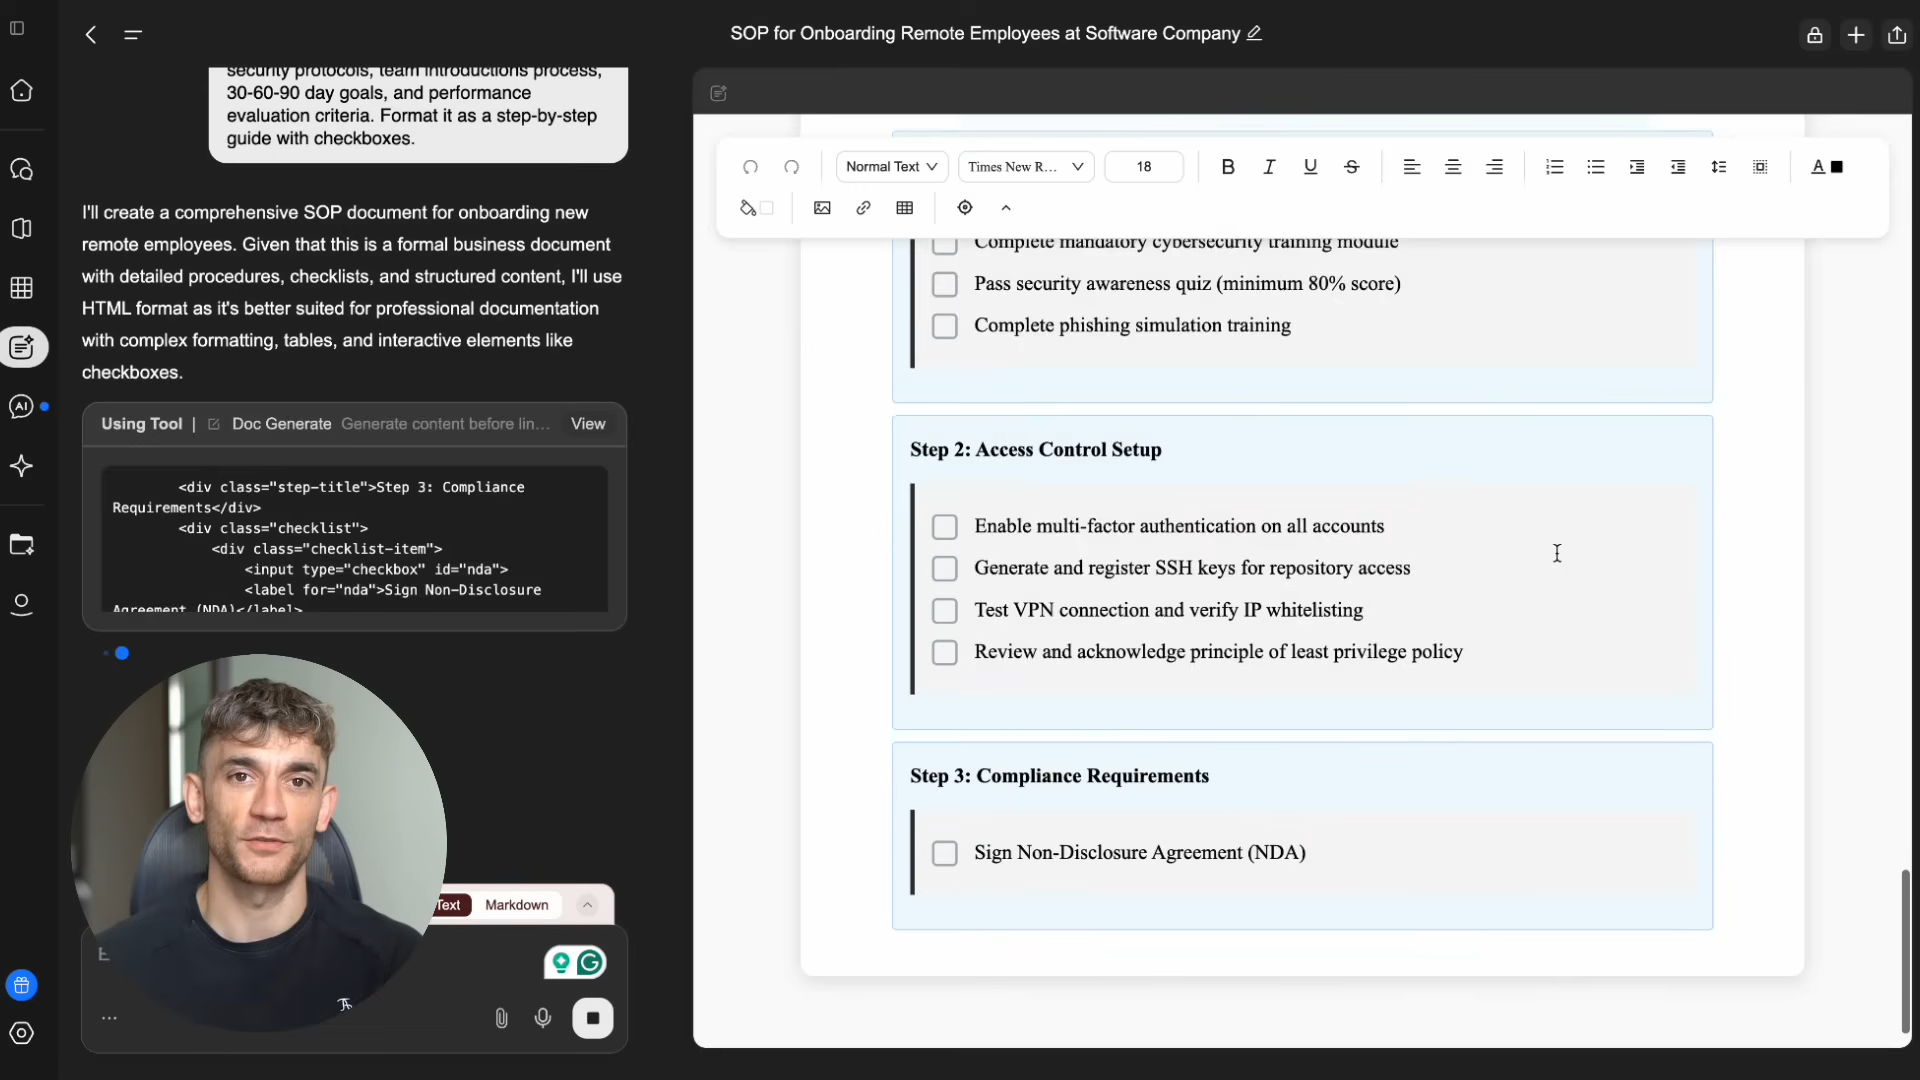 SOP for Onboarding Remote Employees at Software Company
security protocols, team introductions process,
30-60-90 day goals, and performance
evaluation criteria. Format it as a step-by-step
guide with checkboxes.
I'll create a comprehensive SOP document for onboarding new
remote employees. Given that this is a formal business document
with detailed procedures, checklists, and structured content, I'll use
HTML format as it's better suited for professional documentation
with complex formatting, tables, and interactive elements like
checkboxes.
Using Tool | Doc Generate Generate content before lin... View
<div class="step-title">Step 3: Compliance
Requirements</div>
<div class="checklist">
<div class="checklist-item">
<input type="checkbox" id="nda">
<label for="nda">Sign Non-Disclosure
Agreement (NDA)</label>
Text Markdown
Normal Text Times New R... 18 B I U S A
Complete mandatory cybersecurity training module
Pass security awareness quiz (minimum 80% score)
Complete phishing simulation training
Step 2: Access Control Setup
Enable multi-factor authentication on all accounts
Generate and register SSH keys for repository access
Test VPN connection and verify IP whitelisting
Review and acknowledge principle of least privilege policy
Step 3: Compliance Requirements
Sign Non-Disclosure Agreement (NDA)
AI